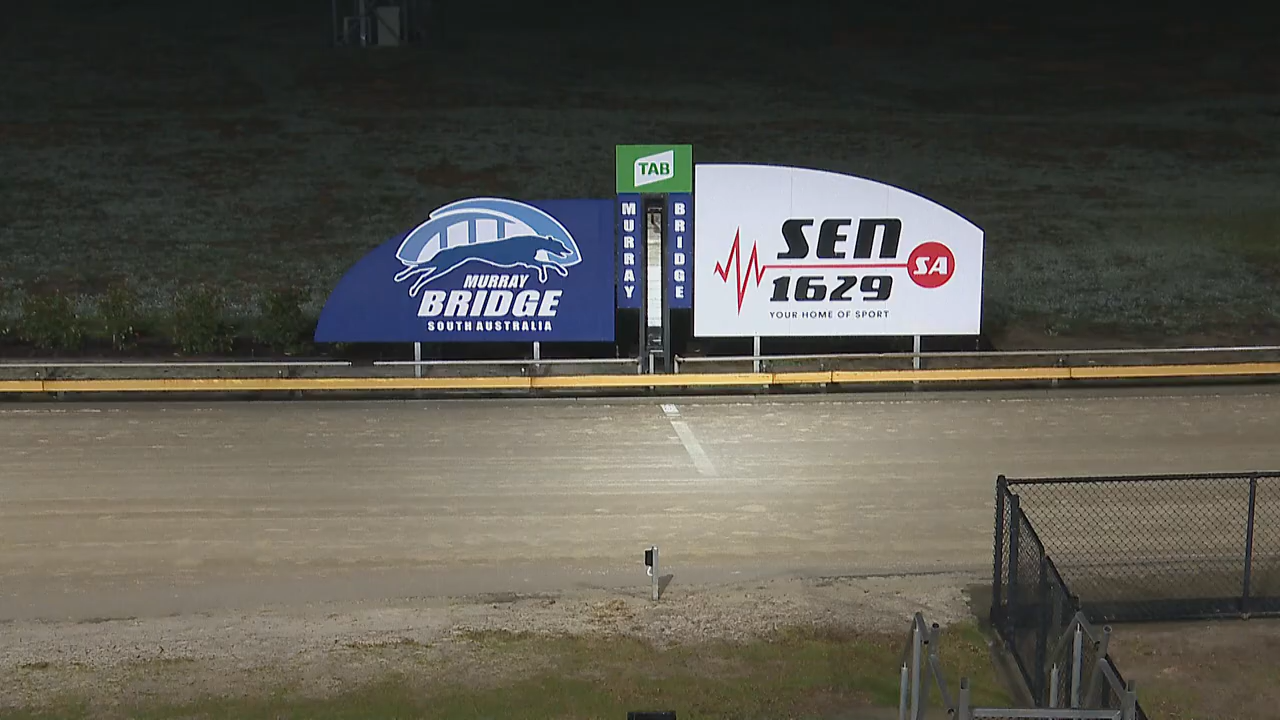 TAB
MURRAY
BRIDGE
MURRAY
BRIDGE
SOUTH AUSTRALIA
SEN
SA
1629
YOUR HOME OF SPORT